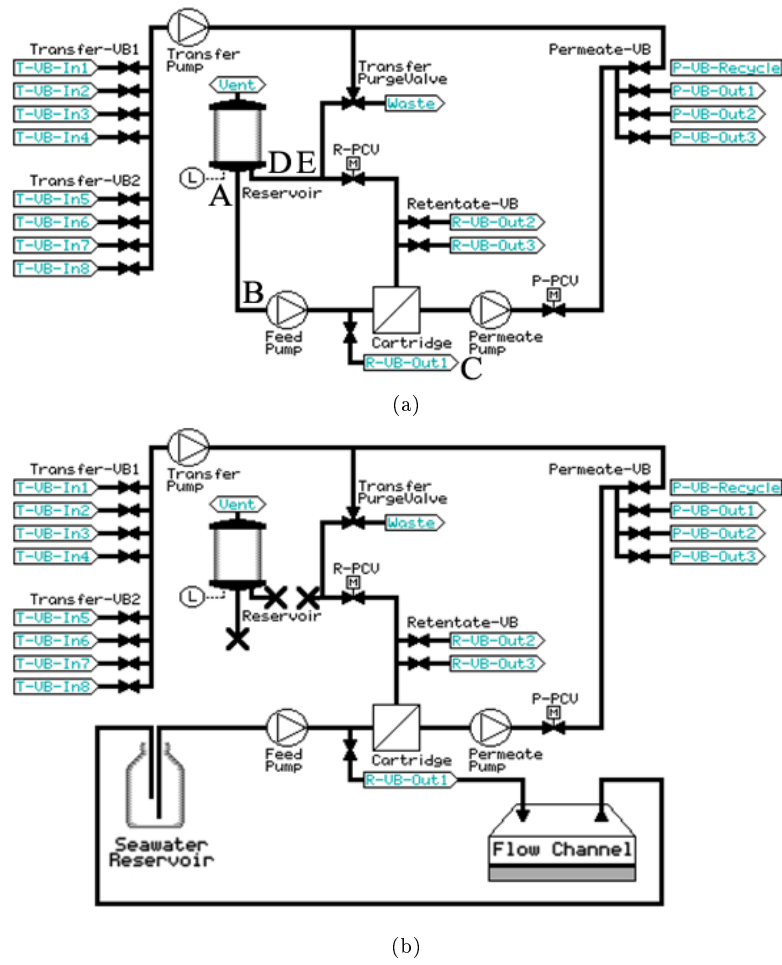 Transfer-VB1
T-VB-In1
T-VB-In2
T-VB-In3
T-VB-In4
Transfer-VB2
T-VB-In5
T-VB-In6
T-VB-In7
T-VB-In8
Transfer
Pump
Vent
L
A
Reservoir
D E
B
Feed
Pump
Transfer
PurgeValve
Waste
R-PCV
M
Retentate-VB
R-VB-Out2
R-VB-Out3
Cartridge
R-VB-Out1
C
Permeate
Pump
P-PCV
M
Permeate-VB
P-VB-Recycle
P-VB-Out1
P-VB-Out2
P-VB-Out3
(a)
Transfer-VB1
T-VB-In1
T-VB-In2
T-VB-In3
T-VB-In4
Transfer-VB2
T-VB-In5
T-VB-In6
T-VB-In7
T-VB-In8
Transfer
Pump
Vent
L
Reservoir
Feed
Pump
Transfer
PurgeValve
Waste
R-PCV
M
Retentate-VB
R-VB-Out2
R-VB-Out3
Cartridge
R-VB-Out1
Permeate
Pump
P-PCV
M
Permeate-VB
P-VB-Recycle
P-VB-Out1
P-VB-Out2
P-VB-Out3
Seawater
Reservoir
Flow Channel
(b)